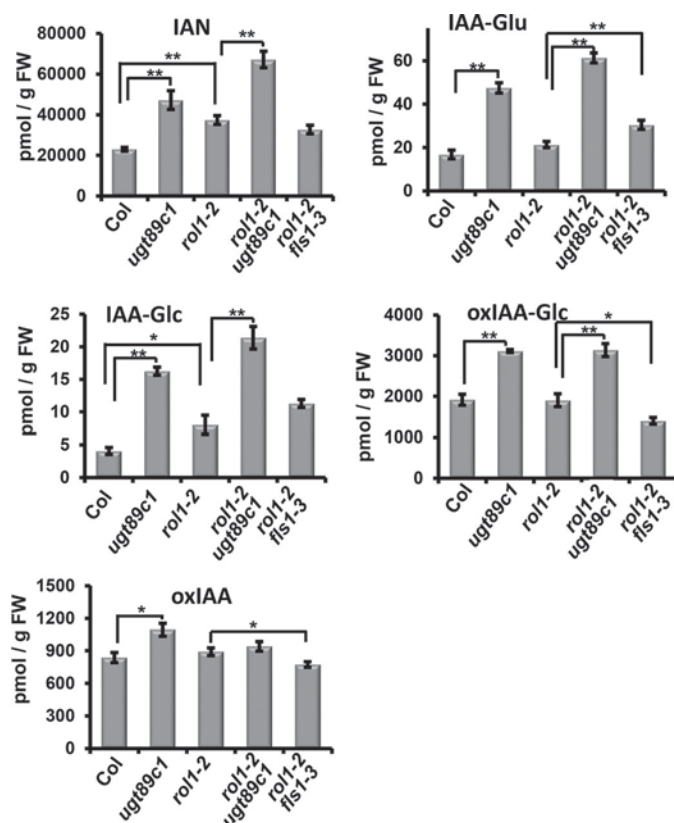 IAN
80000
60000
40000
20000
0
pmol / g FW
**
**
**
Col
ugt89c1
rol1-2
rol1-2
ugt89c1
rol1-2
fls1-3
IAA-Glu
60
40
20
0
pmol / g FW
**
**
**
Col
ugt89c1
rol1-2
rol1-2
ugt89c1
rol1-2
fls1-3
IAA-Glc
25
20
15
10
5
0
pmol / g FW
*
**
**
Col
ugt89c1
rol1-2
rol1-2
ugt89c1
rol1-2
fls1-3
oxIAA-Glc
4000
3000
2000
1000
0
pmol / g FW
**
*
**
Col
ugt89c1
rol1-2
rol1-2
ugt89c1
rol1-2
fls1-3
oxIAA
1500
1200
900
600
300
0
pmol / g FW
*
*
Col
ugt89c1
rol1-2
rol1-2
ugt89c1
rol1-2
fls1-3